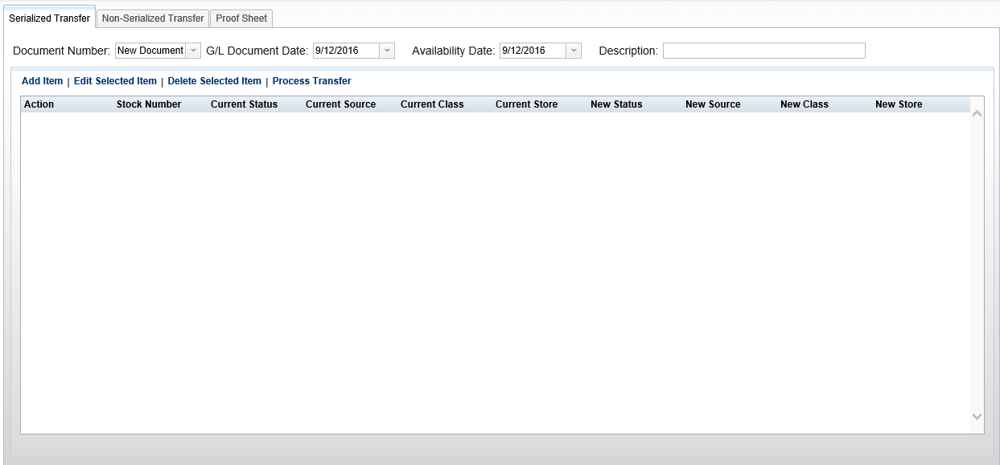 Serialized Transfer Non-Serialized Transfer Proof Sheet
Document Number: New Document G/L Document Date: 9/12/2016 Availability Date: 9/12/2016 Description:
Add Item | Edit Selected Item | Delete Selected Item | Process Transfer
Action Stock Number Current Status Current Source Current Class Current Store New Status New Source New Class New Store